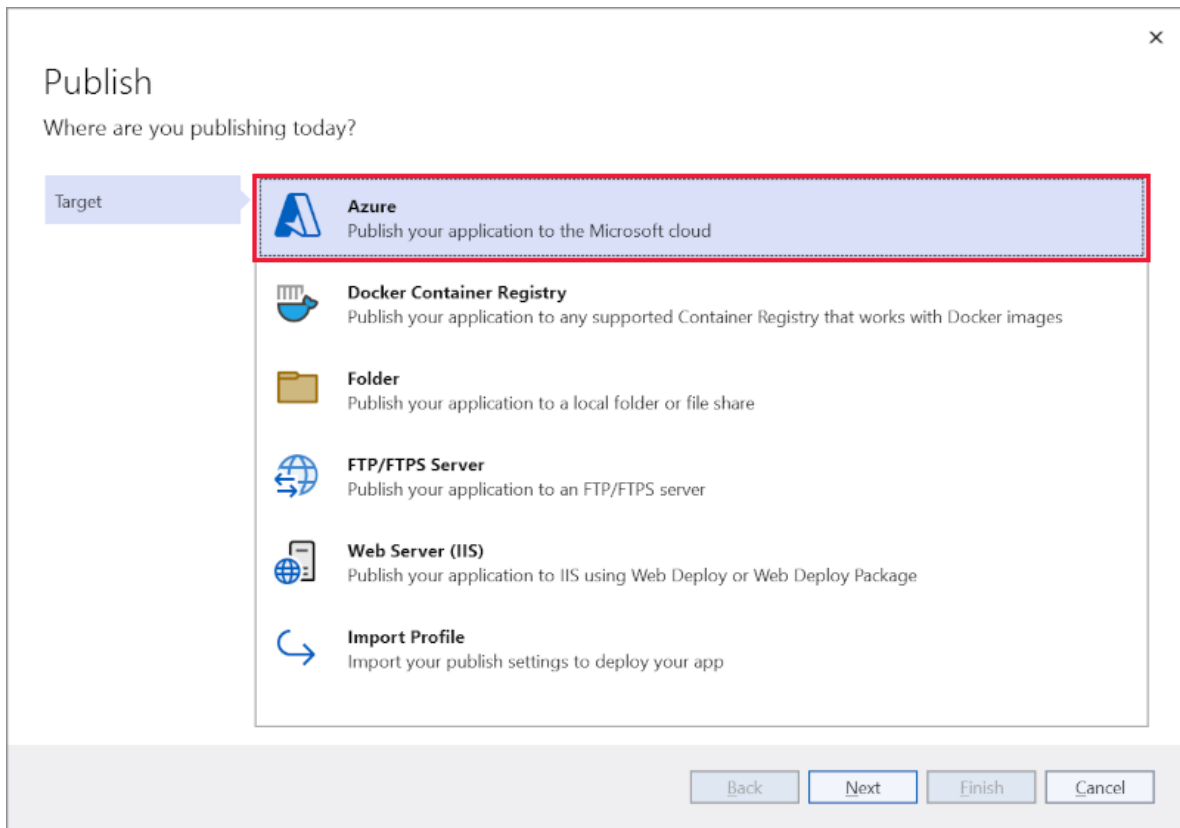 Publish
Where are you publishing today?
Target
Azure
Publish your application to the Microsoft cloud
Docker Container Registry
Publish your application to any supported Container Registry that works with Docker images
Folder
Publish your application to a local folder or file share
FTP/FTPS Server
Publish your application to an FTP/FTPS server
Web Server (IIS)
Publish your application to IIS using Web Deploy or Web Deploy Package
Import Profile
Import your publish settings to deploy your app
Back
Next
Finish
Cancel